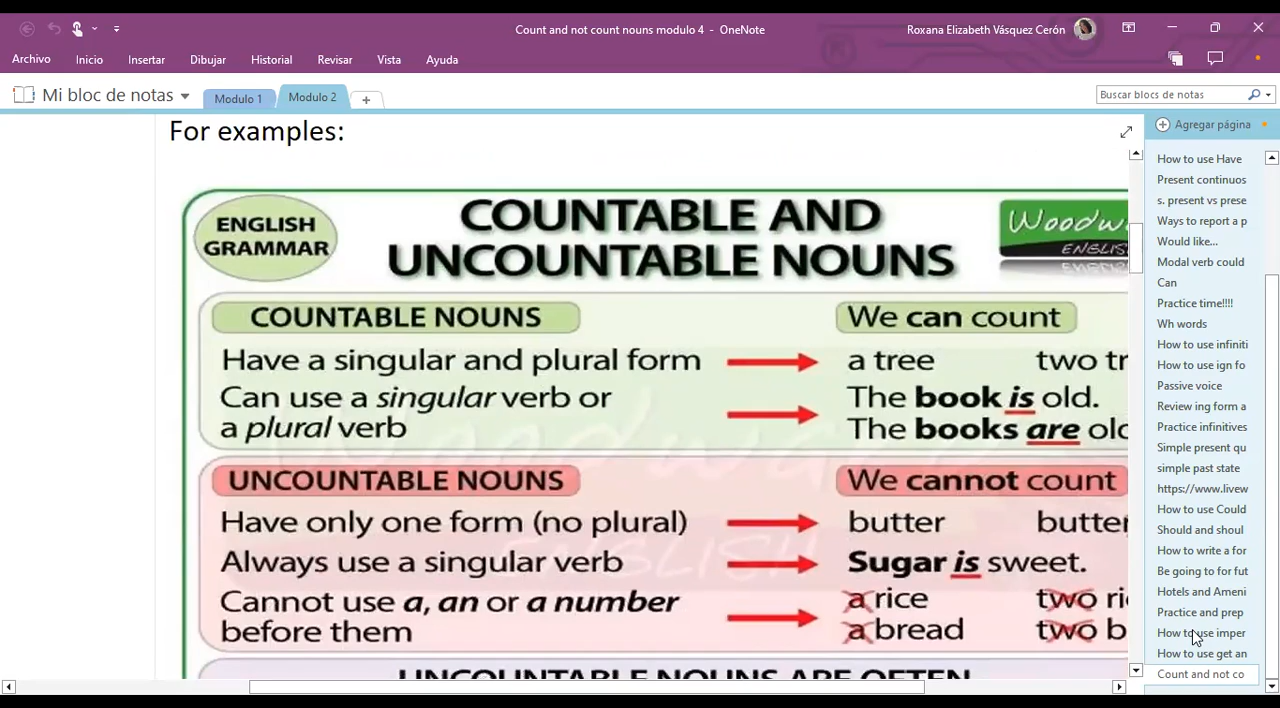 Count and not count nouns modulo 4 - OneNote
Roxana Elizabeth Vásquez Cerón
Archivo Inicio Insertar Dibujar Historial Revisar Vista Ayuda
Mi bloc de notas Modulo 1 Modulo 2 +
Buscar blocs de notas
For examples:
ENGLISH
GRAMMAR
COUNTABLE AND
UNCOUNTABLE NOUNS
Woodw
ENGLIS
COUNTABLE NOUNS We can count
Have a singular and plural form a tree two tr
Can use a singular verb or The book is old.
a plural verb The books are old
UNCOUNTABLE NOUNS We cannot count
Have only one form (no plural) butter butter
Always use a singular verb Sugar is sweet.
Cannot use a, an or a number a rice two ri
before them a bread two b
UNCOUNTABLE NOUNS ARE OFTEN
Agregar página
How to use Have
Present continuos
s. present vs prese
Ways to report a p
Would like...
Modal verb could
Can
Practice time!!!!
Wh words
How to use infiniti
How to use ign fo
Passive voice
Review ing form a
Practice infinitives
Simple present qu
simple past state
https://www.livew
How to use Could
Should and shoul
How to write a for
Be going to for fut
Hotels and Ameni
Practice and prep
How to use imper
How to use get an
Count and not co